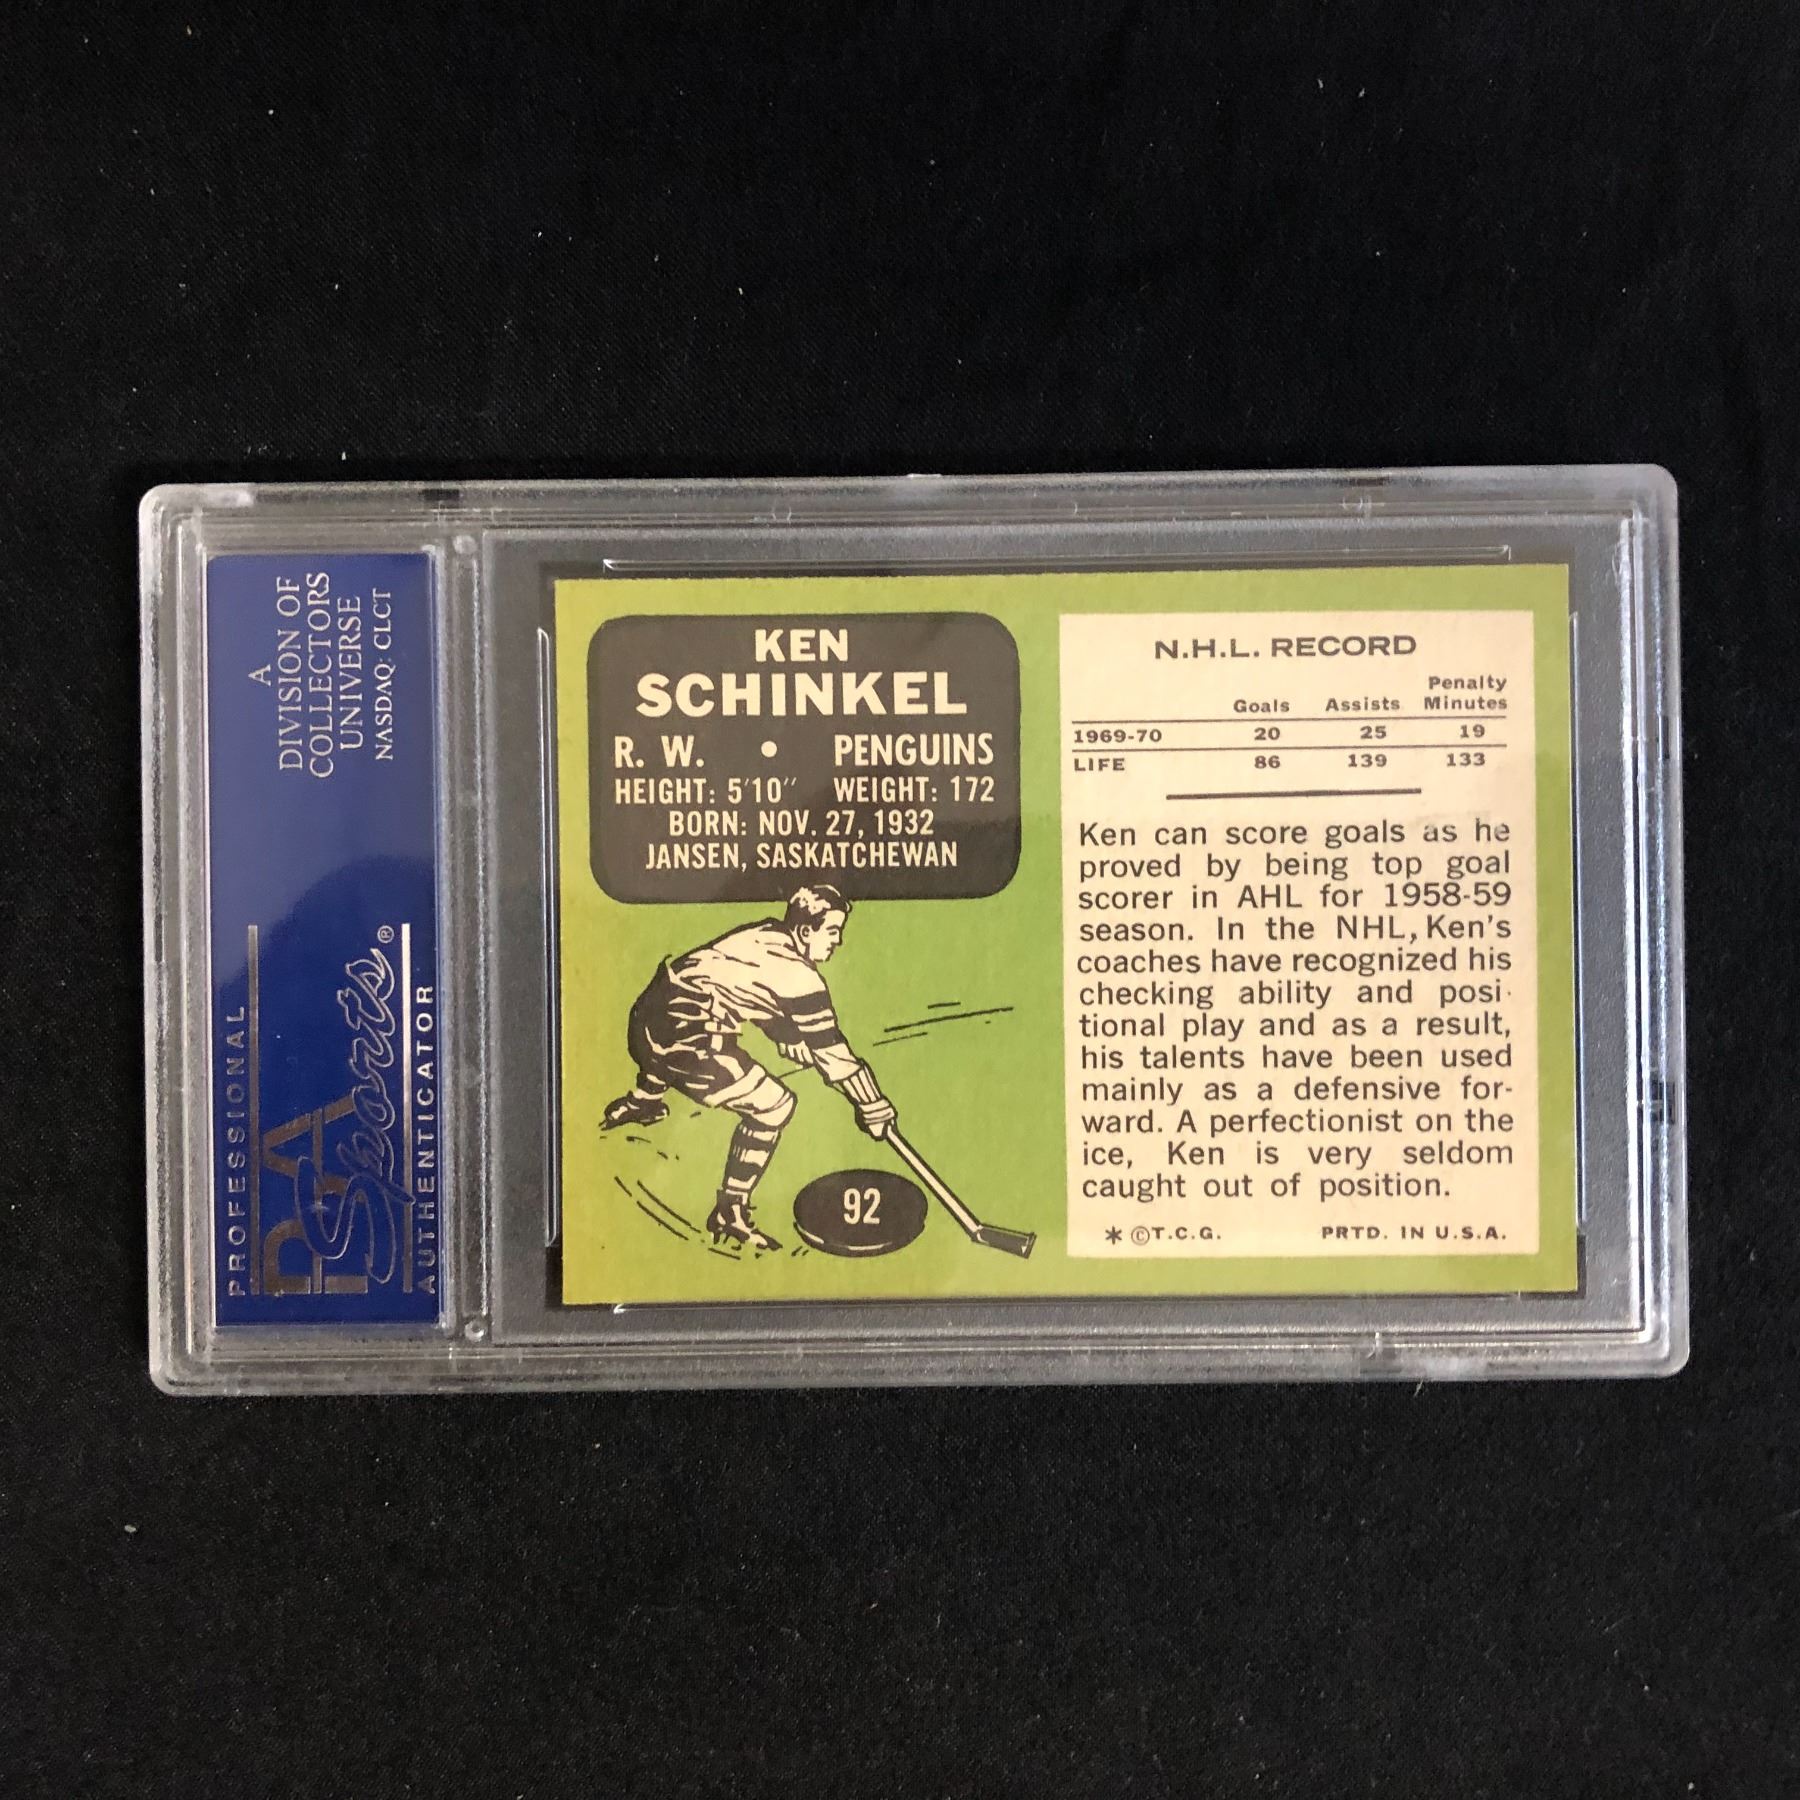 A
DIVISION OF
COLLECTORS
UNIVERSE
NASDAQ: CLCT
PROFESSIONAL
PSA
Sports®
AUTHENTICATOR
KEN
SCHINKEL
R. W. • PENGUINS
HEIGHT: 5'10" WEIGHT: 172
BORN: NOV. 27, 1932
JANSEN, SASKATCHEWAN
92
N.H.L. RECORD
Goals Assists Penalty Minutes
1969-70 20 25 19
LIFE 86 139 133
Ken can score goals as he
proved by being top goal
scorer in AHL for 1958-59
season. In the NHL, Ken's
coaches have recognized his
checking ability and posi-
tional play and as a result,
his talents have been used
mainly as a defensive for-
ward. A perfectionist on the
ice, Ken is very seldom
caught out of position.
* ©T.C.G. PRTD. IN U.S.A.